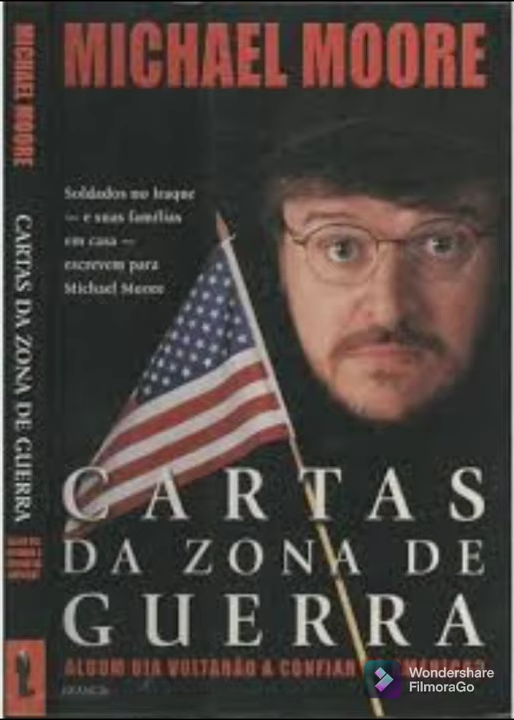 MICHAEL MOORE
Soldados no Iraque
— e suas famílias
em casa —
escrevem para
Michael Moore
CARTAS
DA ZONA DE
GUERRA
ALGUM DIA VOLTARÃO A CONFIAR
FRANCIS
MICHAEL MOORE
CARTAS DA ZONA DE GUERRA
Wondershare
FilmoraGo